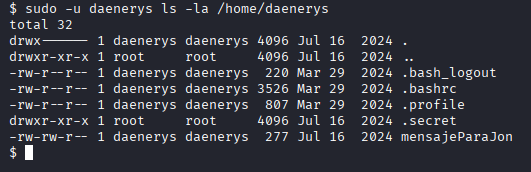 $ sudo -u daenerys ls -la /home/daenerys
total 32
drwx------ 1 daenerys daenerys 4096 Jul 16  2024 .
drwxr-xr-x 1 root     root     4096 Jul 16  2024 ..
-rw-r--r-- 1 daenerys daenerys  220 Mar 29  2024 .bash_logout
-rw-r--r-- 1 daenerys daenerys 3526 Mar 29  2024 .bashrc
-rw-r--r-- 1 daenerys daenerys  807 Mar 29  2024 .profile
drwxr-xr-x 1 root     root     4096 Jul 16  2024 .secret
-rw-rw-r-- 1 daenerys daenerys  277 Jul 16  2024 mensajeParaJon
$